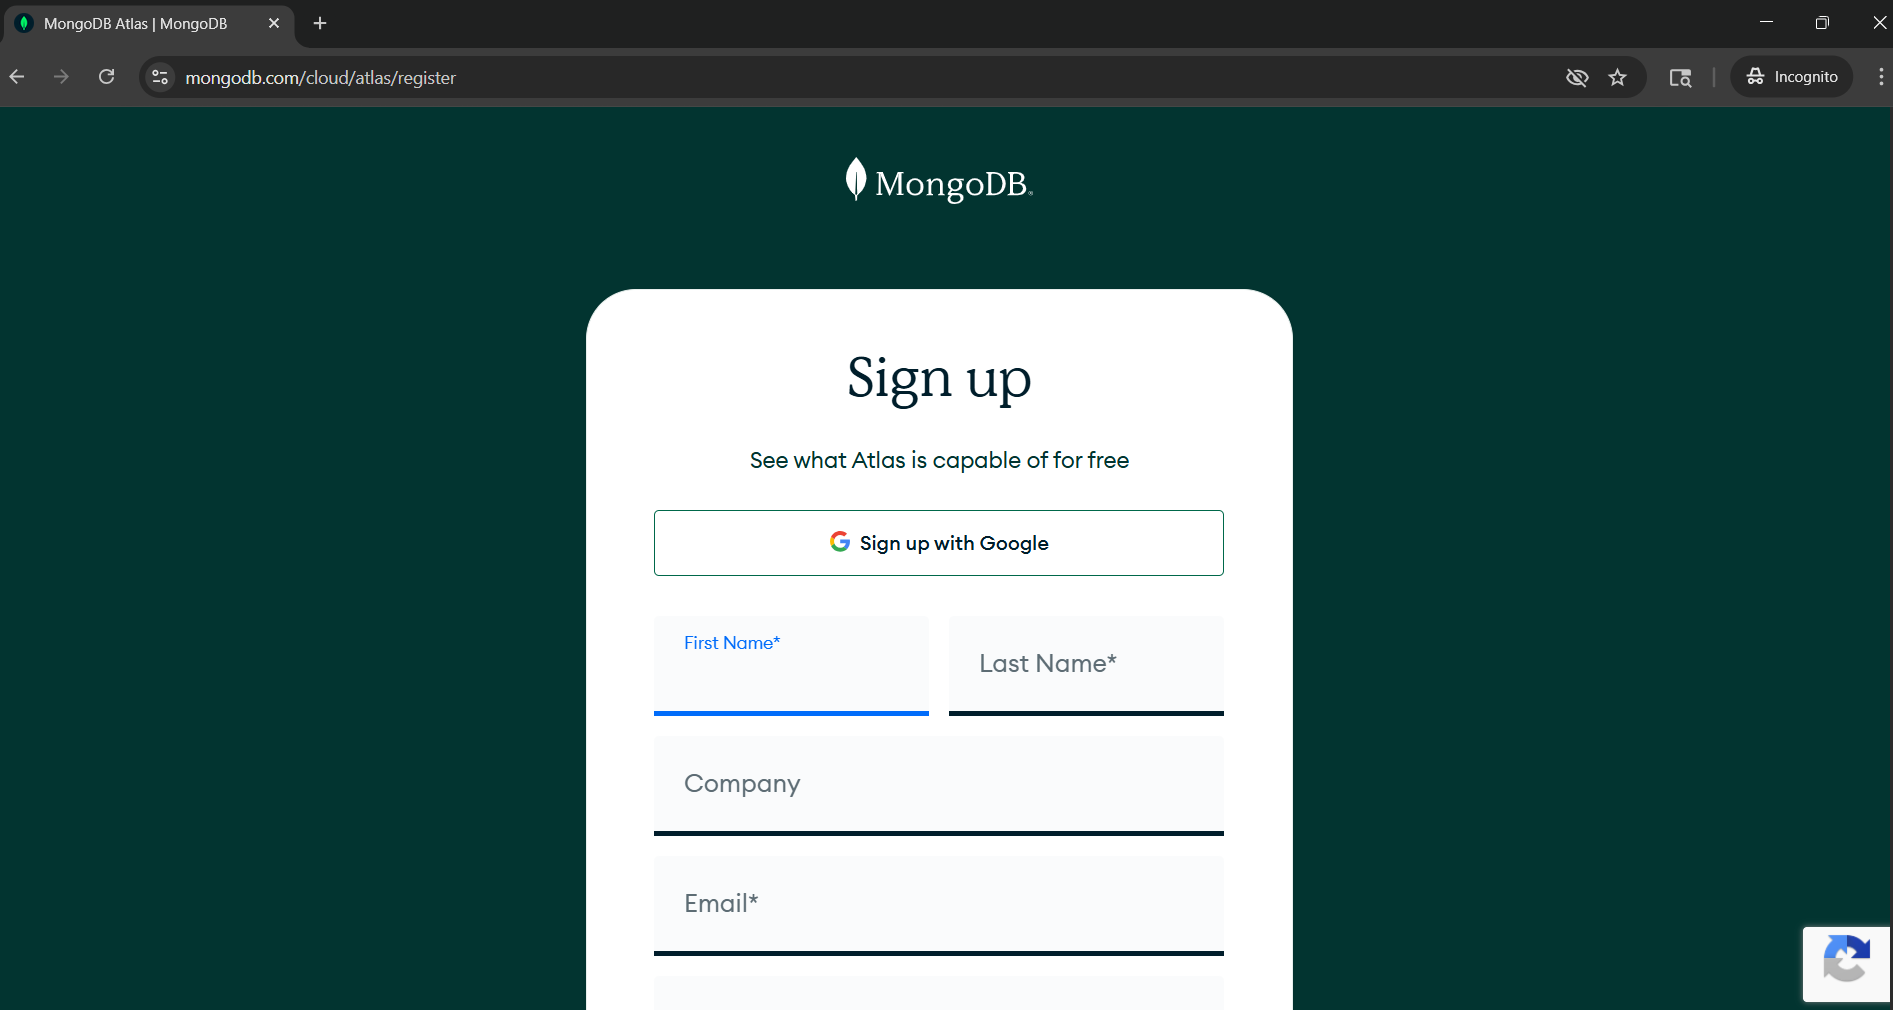 MongoDB Atlas | MongoDB
mongodb.com/cloud/atlas/register
Incognito
MongoDB®
Sign up
See what Atlas is capable of for free
Sign up with Google
First Name*
Last Name*
Company
Email*